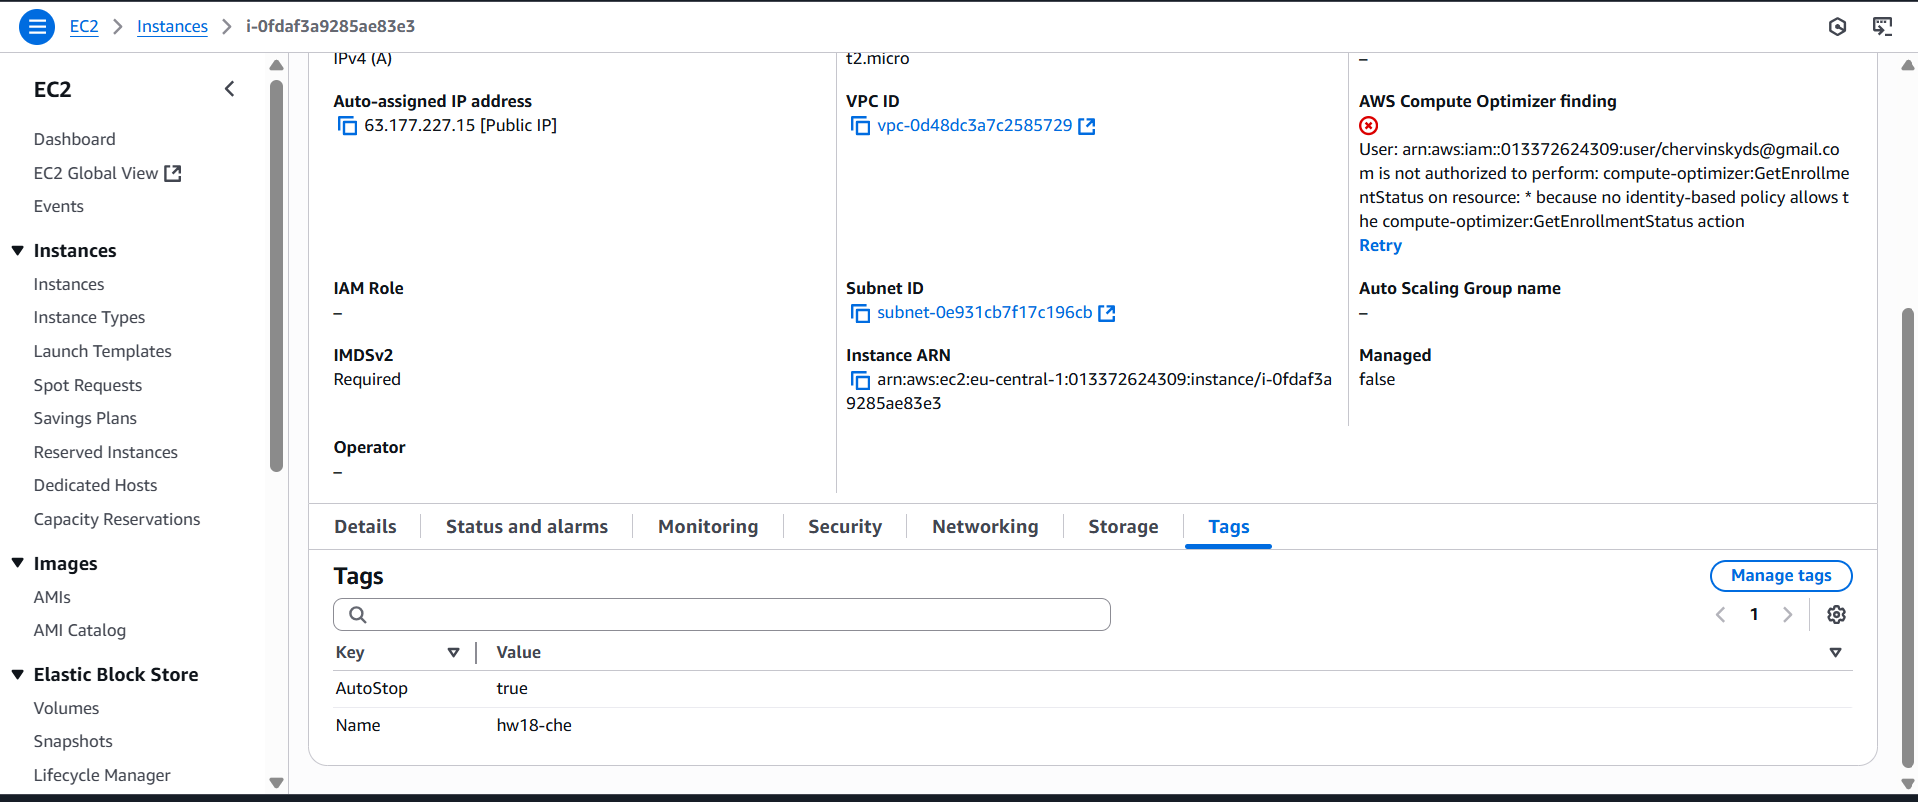 EC2 > Instances > i-0fdaf3a9285ae83e3
EC2
Dashboard
EC2 Global View
Events
Instances
Instances
Instance Types
Launch Templates
Spot Requests
Savings Plans
Reserved Instances
Dedicated Hosts
Capacity Reservations
Images
AMIs
AMI Catalog
Elastic Block Store
Volumes
Snapshots
Lifecycle Manager
IPv4 (A)
t2.micro
–
Auto-assigned IP address
63.177.227.15 [Public IP]
VPC ID
vpc-0d48dc3a7c2585729
AWS Compute Optimizer finding
User: arn:aws:iam::013372624309:user/chervinskyds@gmail.co
m is not authorized to perform: compute-optimizer:GetEnrollme
ntStatus on resource: * because no identity-based policy allows t
he compute-optimizer:GetEnrollmentStatus action
Retry
IAM Role
–
Subnet ID
subnet-0e931cb7f17c196cb
Auto Scaling Group name
–
IMDSv2
Required
Instance ARN
arn:aws:ec2:eu-central-1:013372624309:instance/i-0fdaf3a
9285ae83e3
Managed
false
Operator
–
Details
Status and alarms
Monitoring
Security
Networking
Storage
Tags
Tags
Manage tags
1
Key
Value
AutoStop
true
Name
hw18-che